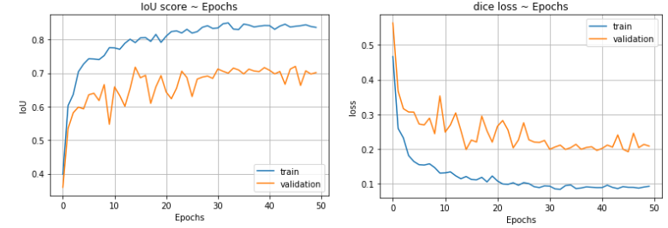 IoU score ~ Epochs
IoU
0.8
0.7
0.6
0.5
0.4
0 10 20 30 40 50
Epochs
train
validation
dice loss ~ Epochs
loss
0.5
0.4
0.3
0.2
0.1
0 10 20 30 40 50
Epochs
train
validation